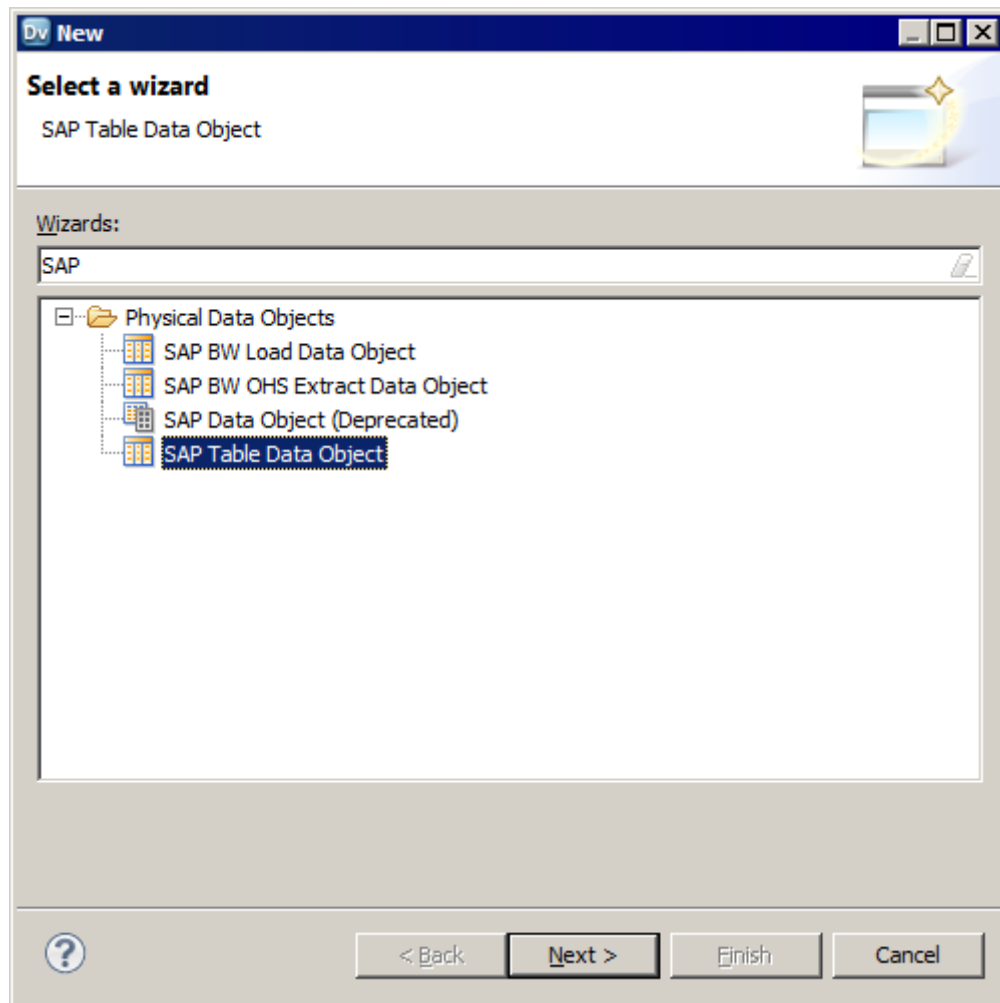 Dv New
Select a wizard
SAP Table Data Object
Wizards:
SAP
Physical Data Objects
SAP BW Load Data Object
SAP BW OHS Extract Data Object
SAP Data Object (Deprecated)
SAP Table Data Object
? < Back Next > Finish Cancel